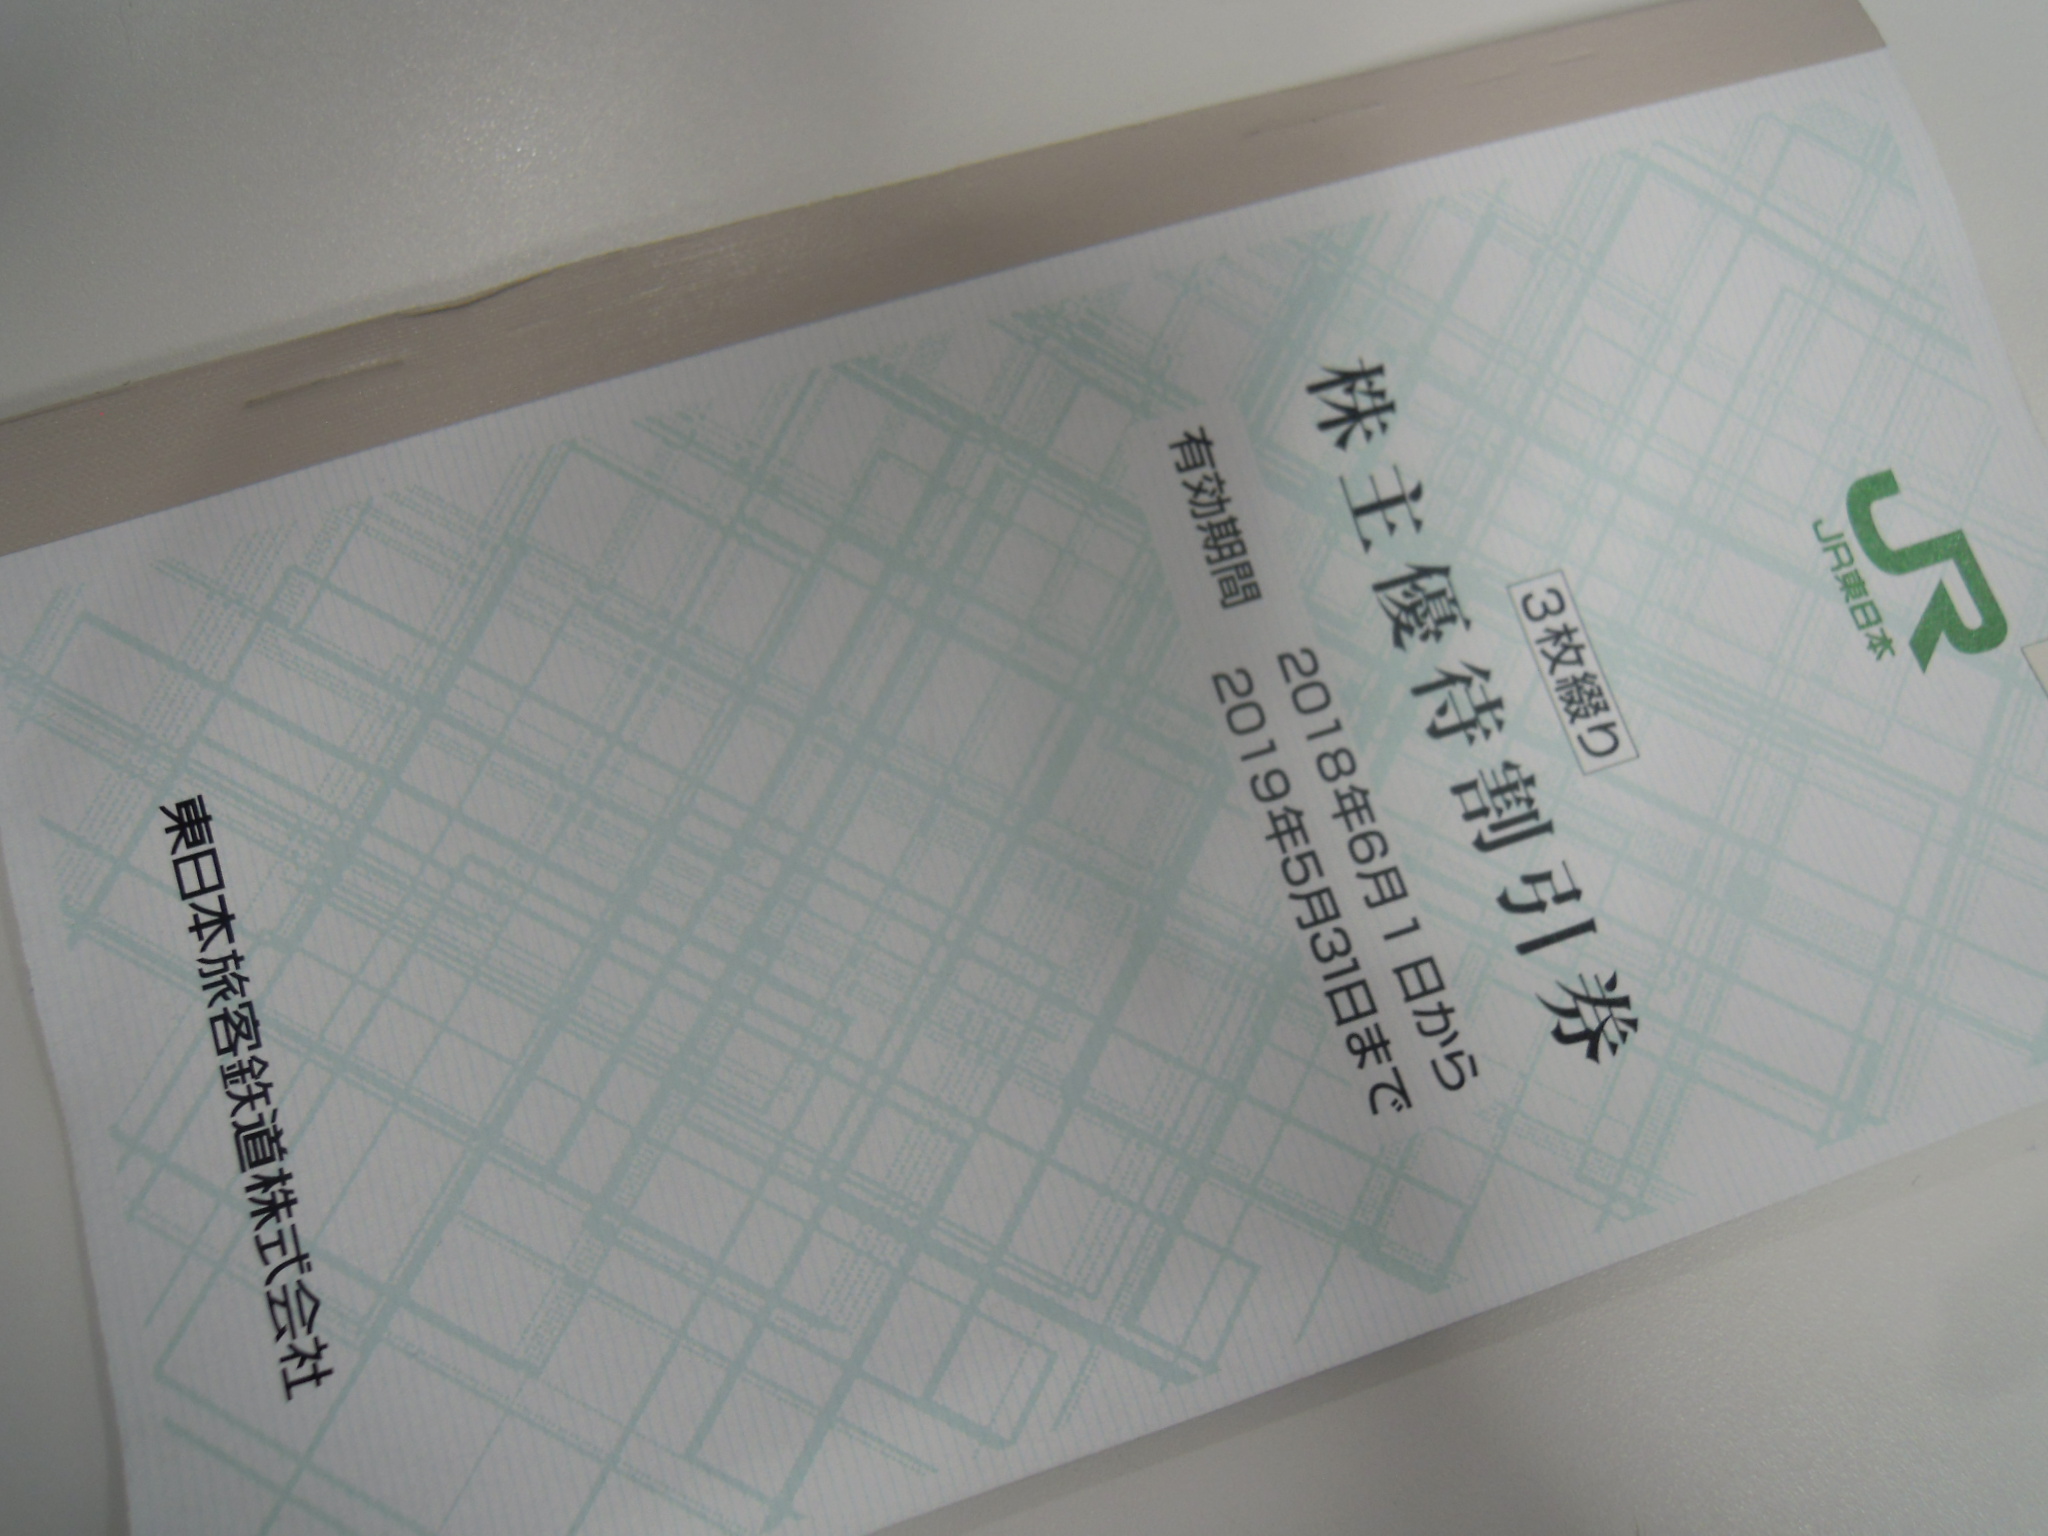 JR
JR東日本
3枚綴り
株主優待割引券
有効期間
2018年6月1日から
2019年5月31日まで
東日本旅客鉄道株式会社